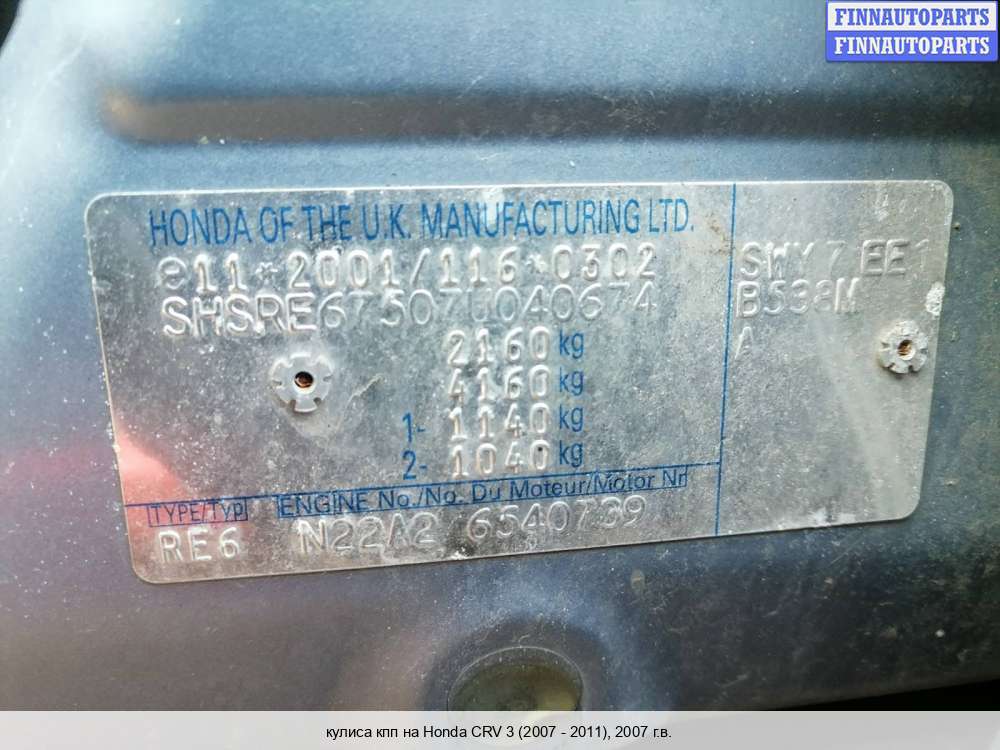 FINNAUTOPARTS
FINNAUTOPARTS
HONDA OF THE U.K. MANUFACTURING LTD.
e11*2001/116*0302
SHSRE67507U040674
2160 kg
4160 kg
1- 1140 kg
2- 1040 kg
TYPE/Typ ENGINE No./No. Du Moteur/Motor Nr
RE6 N22A2 6540739
SWY7 EE1
B538M
A
кулиса кпп на Honda CRV 3 (2007 - 2011), 2007 г.в.